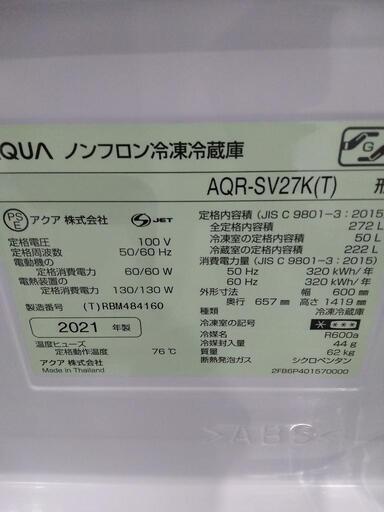 AQUA ノンフロン冷凍冷蔵庫
G
AQR-SV27K(T)
PS E アクア 株式会社 S JET
定格電圧 100 V
定格周波数 50/60 Hz
電動機の
定格消費電力 60/60 W
電熱装置の
定格消費電力 130/130 W
製造番号 (T)RBM484160
2021 年製
温度ヒューズ
定格動作温度 76℃
アクア 株式会社
Made in Thailand
定格内容積 (JIS C 9801-3:2015)
全定格内容積 272 L
冷凍室の定格内容積 50 L
冷蔵室の定格内容積 222 L
消費電力量 (JIS C 9801-3:2015)
50 Hz 320 kWh/年
60 Hz 320 kWh/年
外形寸法 幅 600 mm
奥行 657 mm 高さ 1419 mm
種類 冷凍冷蔵庫
冷凍室の記号
冷媒名 R600a
冷媒封入量 44 g
質量 62 kg
断熱発泡ガス シクロペンタン
2FB6P401570000
>ABS<